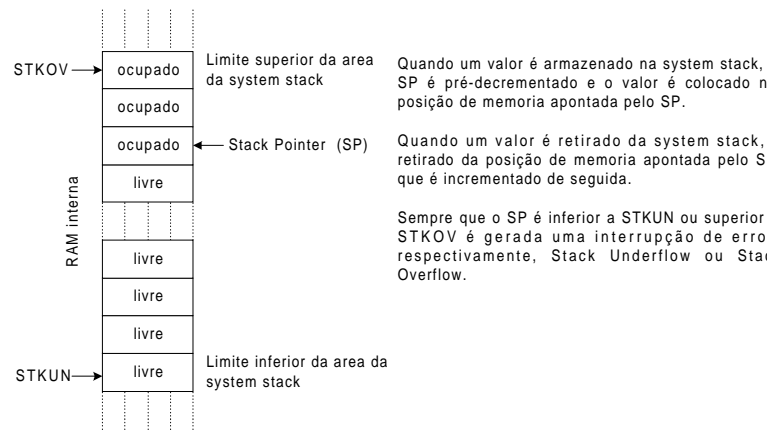 STKOV
ocupado
Limite superior da area
da system stack
ocupado
ocupado
Stack Pointer (SP)
livre
RAM interna
livre
livre
livre
STKUN
livre
Limite inferior da area da
system stack
Quando um valor é armazenado na system stack,
SP é pré-decrementado e o valor é colocado n
posição de memoria apontada pelo SP.
Quando um valor é retirado da system stack,
retirado da posição de memoria apontada pelo S
que é incrementado de seguida.
Sempre que o SP é inferior a STKUN ou superior
STKOV é gerada uma interrupção de erro
respectivamente, Stack Underflow ou Stac
Overflow.